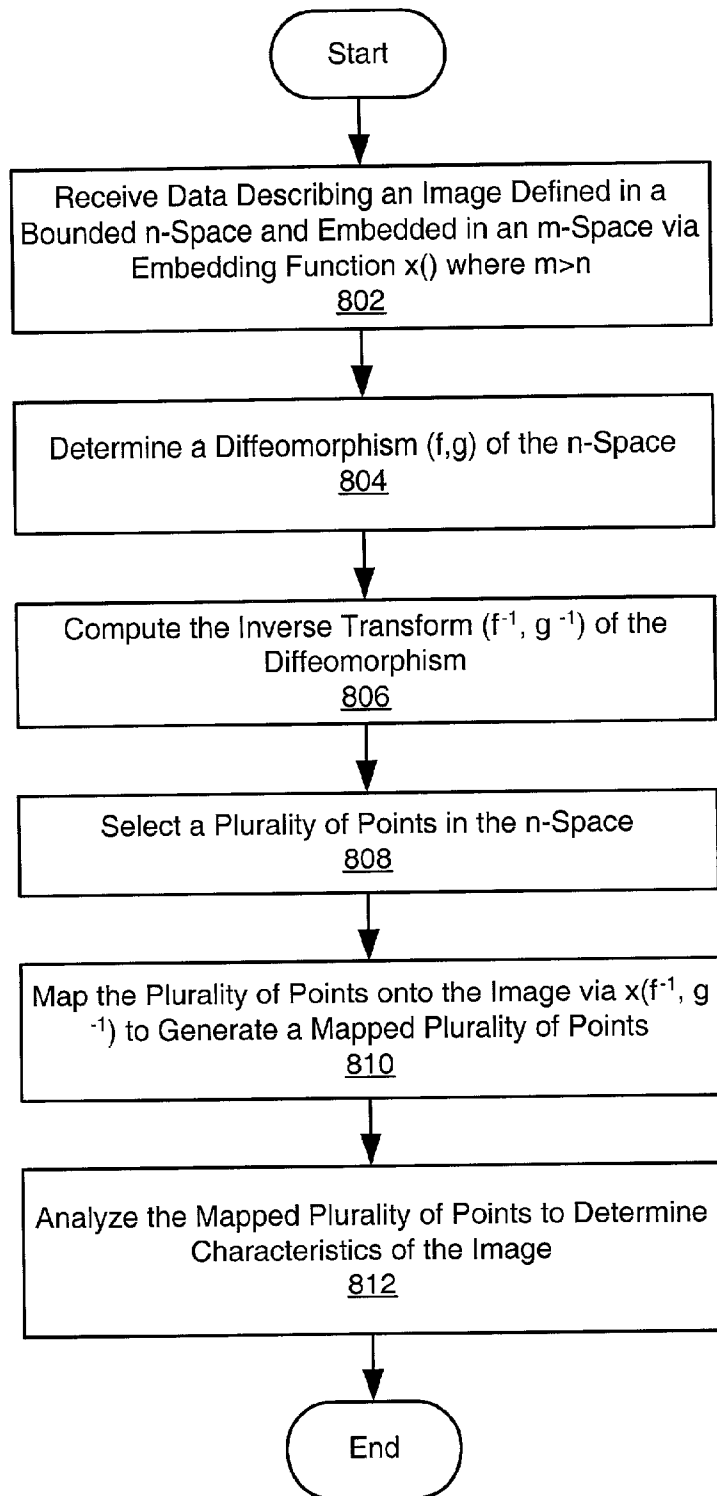 Start
Receive Data Describing an Image Defined in a
Bounded n-Space and Embedded in an m-Space via
Embedding Function x() where m>n
802
Determine a Diffeomorphism (f,g) of the n-Space
804
Compute the Inverse Transform (f⁻¹, g ⁻¹) of the
Diffeomorphism
806
Select a Plurality of Points in the n-Space
808
Map the Plurality of Points onto the Image via x(f⁻¹, g
⁻¹) to Generate a Mapped Plurality of Points
810
Analyze the Mapped Plurality of Points to Determine
Characteristics of the Image
812
End